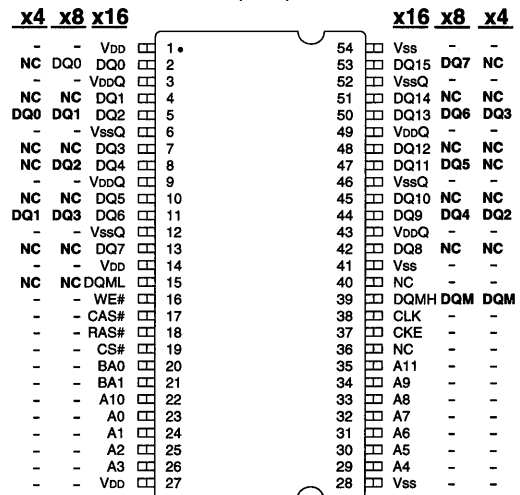 x4 x8 x16 x16 x8 x4
- - VDD 1 54 Vss - -
NC DQ0 DQ0 2 53 DQ15 DQ7 NC
- - VDDQ 3 52 VssQ - -
NC NC DQ1 4 51 DQ14 NC NC
DQ0 DQ1 DQ2 5 50 DQ13 DQ6 DQ3
- - VssQ 6 49 VDDQ - -
NC NC DQ3 7 48 DQ12 NC NC
NC DQ2 DQ4 8 47 DQ11 DQ5 NC
- - VDDQ 9 46 VssQ - -
NC NC DQ5 10 45 DQ10 NC NC
DQ1 DQ3 DQ6 11 44 DQ9 DQ4 DQ2
- - VssQ 12 43 VDDQ - -
NC NC DQ7 13 42 DQ8 NC NC
- - VDD 14 41 Vss - -
NC NC DQML 15 40 NC - -
- - WE# 16 39 DQMH DQM DQM
- - CAS# 17 38 CLK - -
- - RAS# 18 37 CKE - -
- - CS# 19 36 NC - -
- - BA0 20 35 A11 - -
- - BA1 21 34 A9 - -
- - A10 22 33 A8 - -
- - A0 23 32 A7 - -
- - A1 24 31 A6 - -
- - A2 25 30 A5 - -
- - A3 26 29 A4 - -
- - VDD 27 28 Vss - -